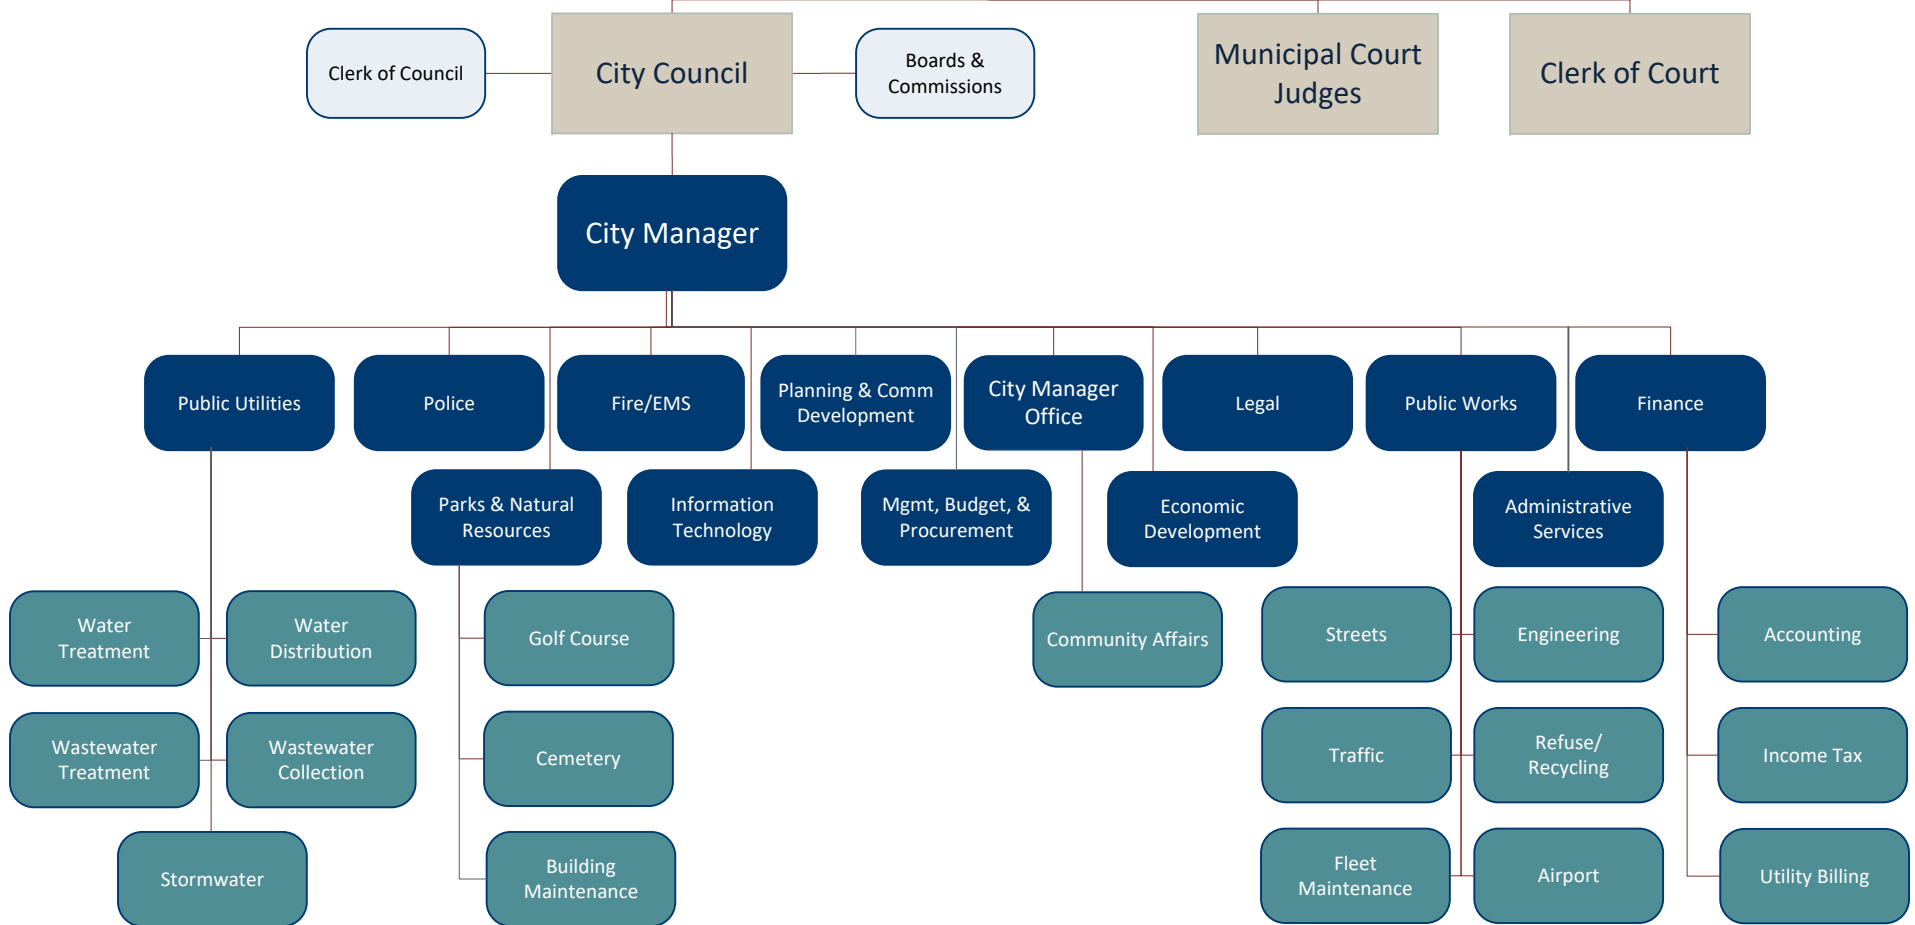 Clerk of Council
City Council
Boards &
Commissions
Municipal Court
Judges
Clerk of Court
City Manager
Public Utilities
Police
Fire/EMS
Planning & Comm
Development
City Manager
Office
Legal
Public Works
Finance
Parks & Natural
Resources
Information
Technology
Mgmt, Budget, &
Procurement
Economic
Development
Administrative
Services
Water
Treatment
Water
Distribution
Golf Course
Community Affairs
Streets
Engineering
Accounting
Wastewater
Treatment
Wastewater
Collection
Cemetery
Traffic
Refuse/
Recycling
Income Tax
Stormwater
Building
Maintenance
Fleet
Maintenance
Airport
Utility Billing